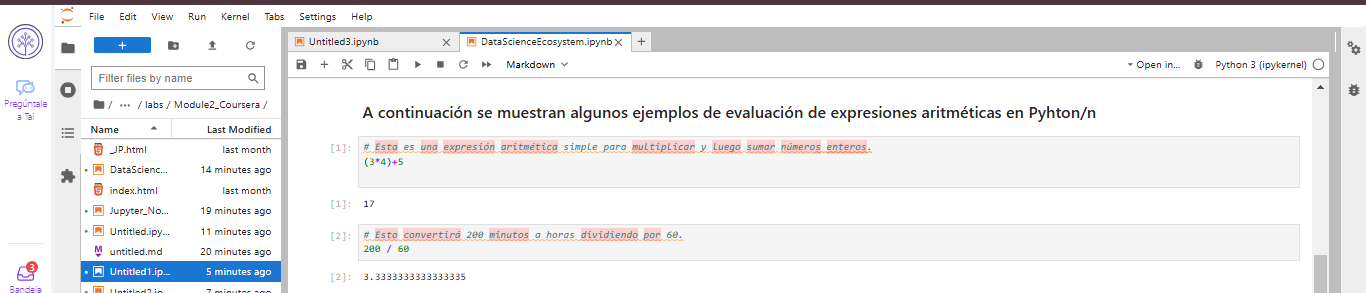 File Edit View Run Kernel Tabs Settings Help
Untitled3.ipynb
DataScienceEcosystem.ipynb
Filter files by name
Markdown
Open in...
Python 3 (ipykernel)
Pregúntale
a Tai
/ ... / labs / Module2_Coursera /
Name Last Modified
_JP.html last month
DataScienc... 14 minutes ago
index.html last month
Jupyter_No... 19 minutes ago
Untitled.ipy... 11 minutes ago
untitled.md 20 minutes ago
Untitled1.ip... 5 minutes ago
Untitled2.ip... 7 minutes ago
3
Bandeja
A continuación se muestran algunos ejemplos de evaluación de expresiones aritméticas en Pyhton/n
[1]: # Esta es una expresión aritmética simple para multiplicar y luego sumar números enteros.
(3*4)+5
[1]: 17
[2]: # Esto convertirá 200 minutos a horas dividiendo por 60.
200 / 60
[2]: 3.3333333333333335